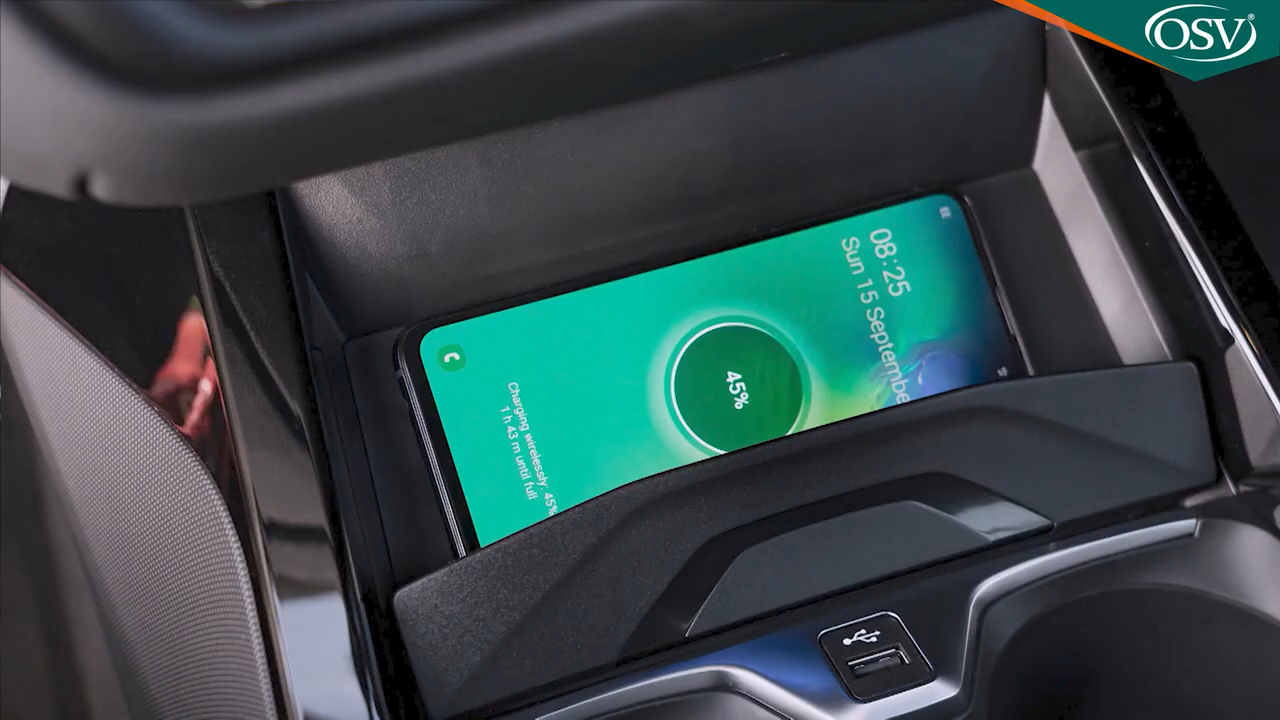 OSV
08:25
Sun 15 Septembe
45%
Charging wirelessly: 45%
1 h 43 m until full